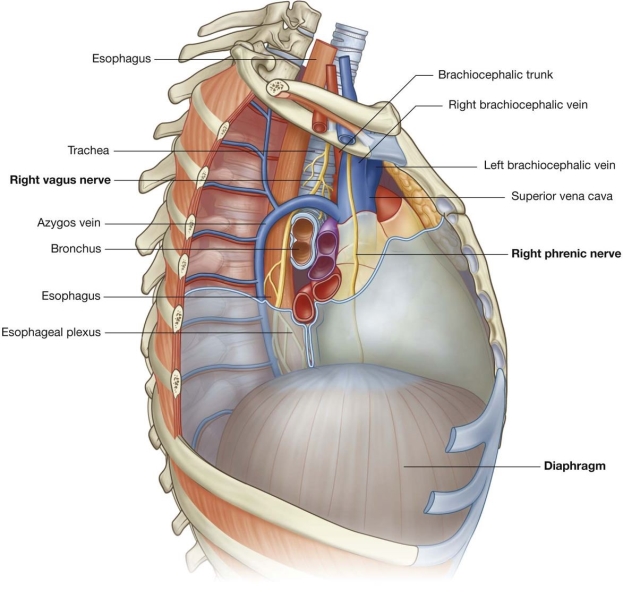 Esophagus
Brachiocephalic trunk
Right brachiocephalic vein
Trachea
Left brachiocephalic vein
Right vagus nerve
Superior vena cava
Azygos vein
Bronchus
Right phrenic nerve
Esophagus
Esophageal plexus
Diaphragm